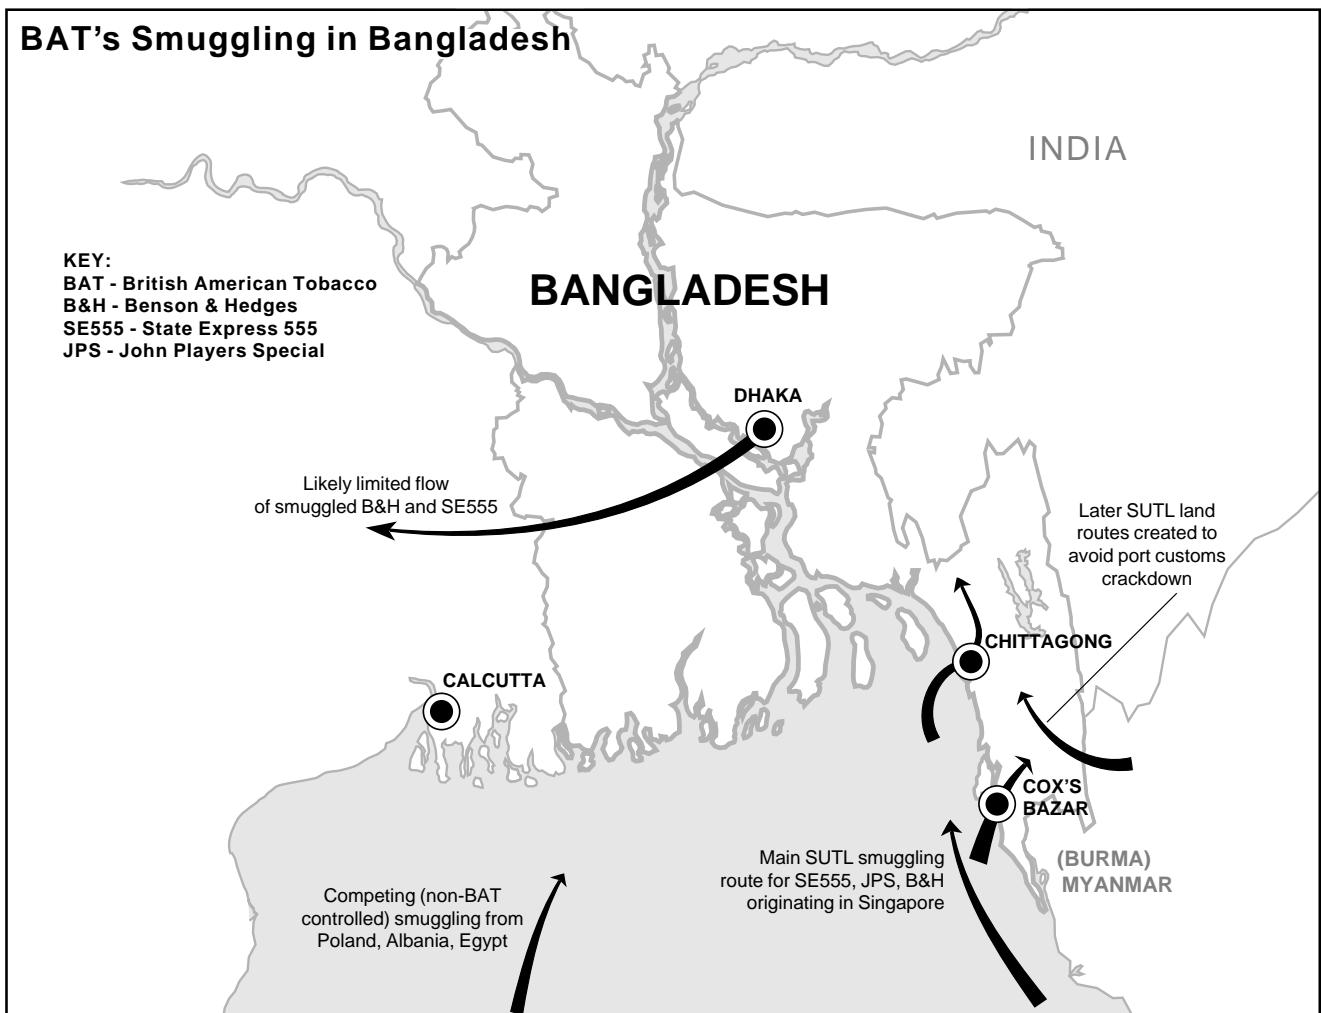 BAT’s Smuggling in Bangladesh
INDIA
KEY:
BAT - British American Tobacco
B&H - Benson & Hedges
SE555 - State Express 555
JPS - John Players Special
BANGLADESH
DHAKA
Likely limited flow
of smuggled B&H and SE555
Later SUTL land
routes created to
avoid port customs
crackdown
CHITTAGONG
CALCUTTA
COX’S
BAZAR
Main SUTL smuggling
route for SE555, JPS, B&H
originating in Singapore
(BURMA)
MYANMAR
Competing (non-BAT
controlled) smuggling from
Poland, Albania, Egypt